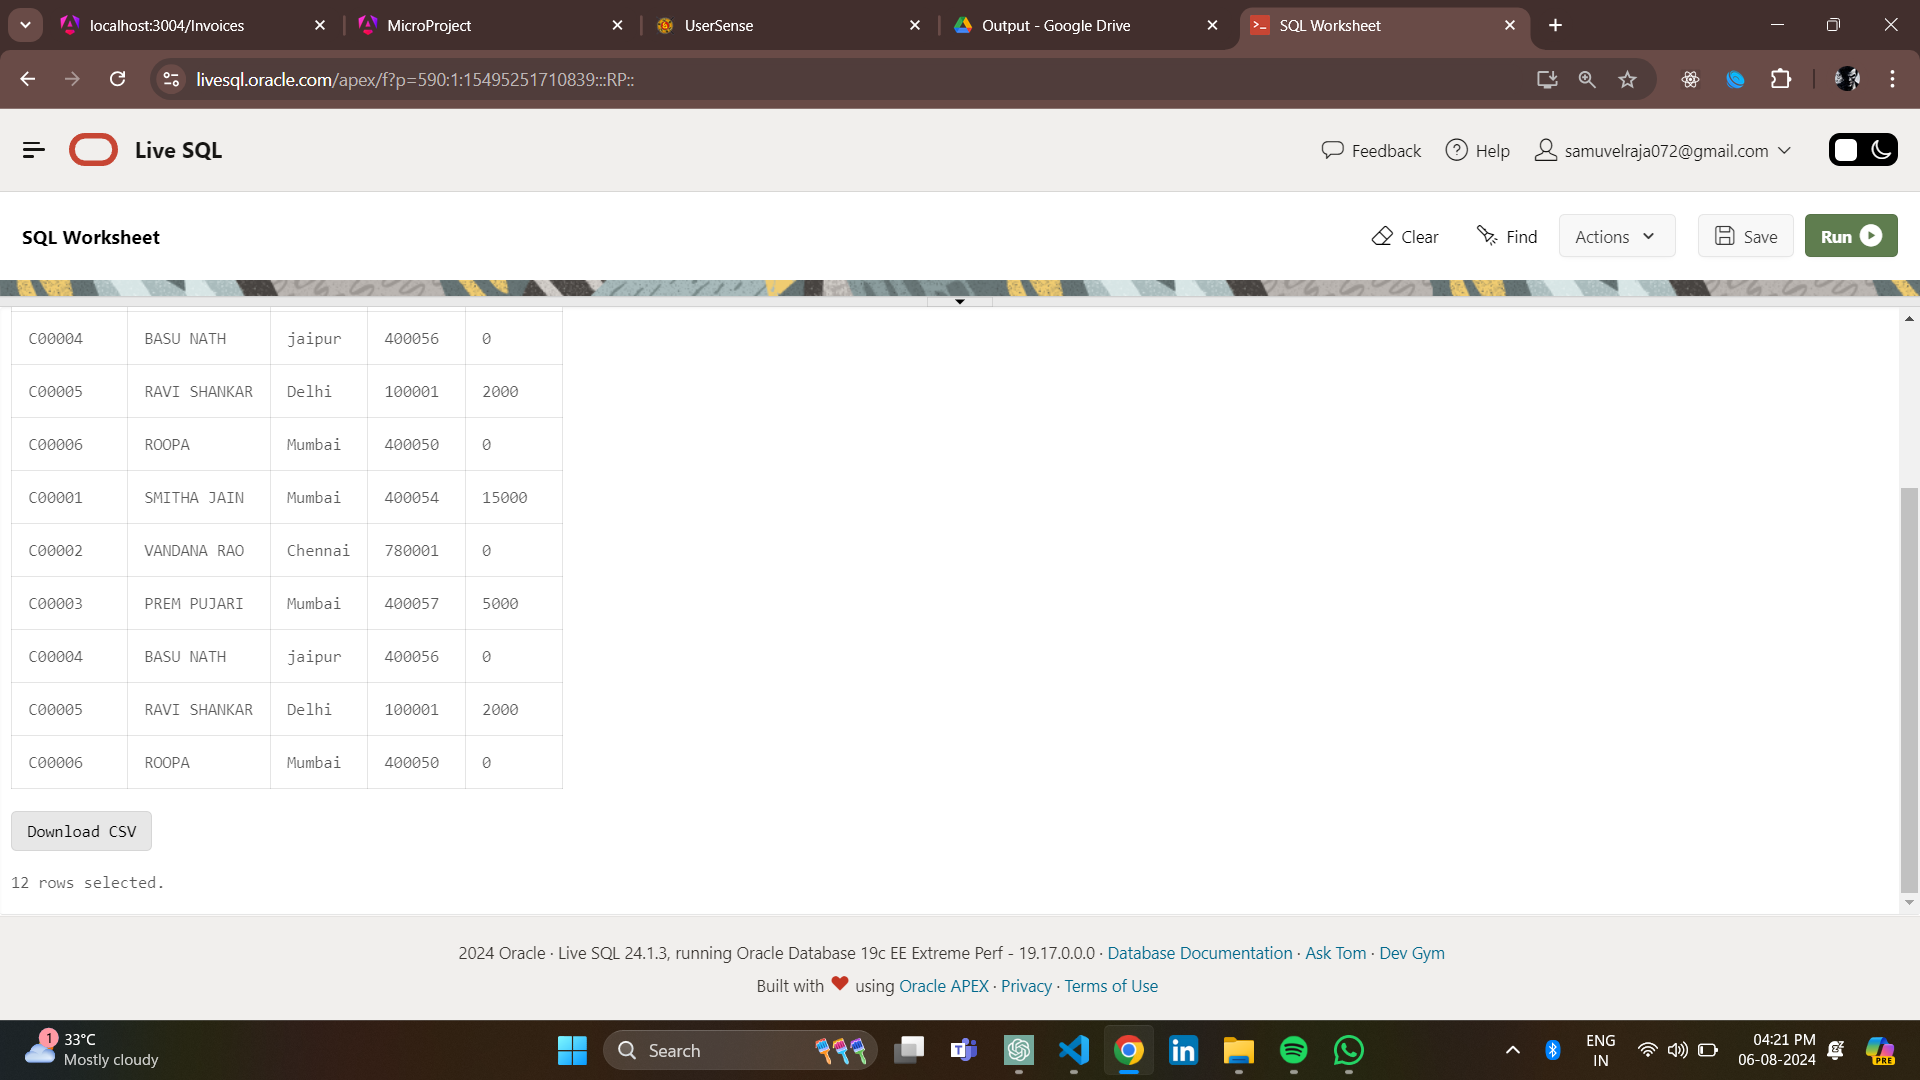 localhost:3004/Invoices
MicroProject
UserSense
Output - Google Drive
SQL Worksheet
livesql.oracle.com/apex/f?p=590:1:15495251710839:::RP::
Live SQL
Feedback
Help
samuvelraja072@gmail.com
SQL Worksheet
Clear
Find
Actions
Save
Run
C00004 BASU NATH jaipur 400056 0
C00005 RAVI SHANKAR Delhi 100001 2000
C00006 ROOPA Mumbai 400050 0
C00001 SMITHA JAIN Mumbai 400054 15000
C00002 VANDANA RAO Chennai 780001 0
C00003 PREM PUJARI Mumbai 400057 5000
C00004 BASU NATH jaipur 400056 0
C00005 RAVI SHANKAR Delhi 100001 2000
C00006 ROOPA Mumbai 400050 0
Download CSV
12 rows selected.
2024 Oracle · Live SQL 24.1.3, running Oracle Database 19c EE Extreme Perf - 19.17.0.0.0 · Database Documentation · Ask Tom · Dev Gym
Built with ❤ using Oracle APEX · Privacy · Terms of Use
1
33°C
Mostly cloudy
Search
ENG
IN
04:21 PM
06-08-2024
PRE